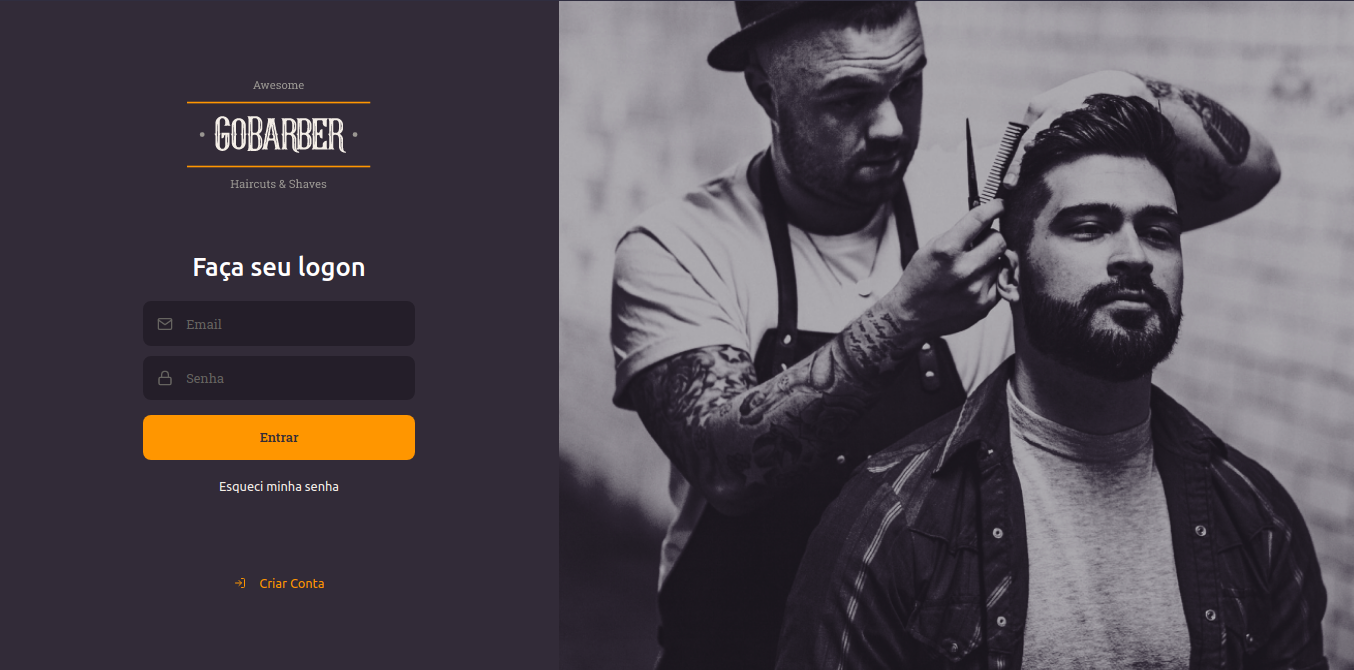 Awesome
GOBARBER
Haircuts & Shaves
Faça seu logon
Email
Senha
Entrar
Esqueci minha senha
Criar Conta